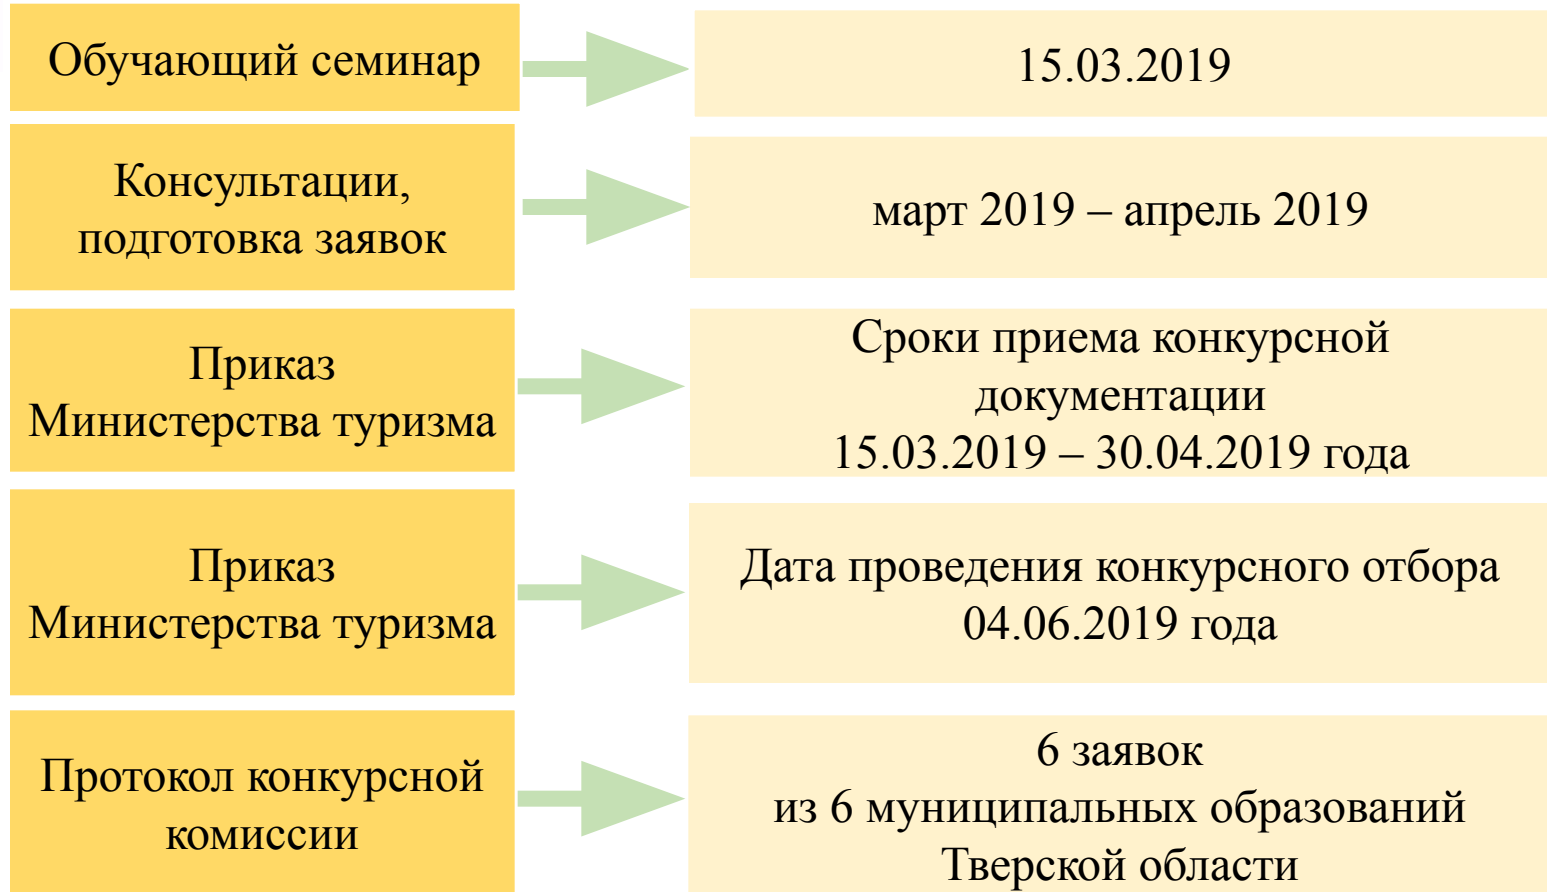 Обучающий семинар
15.03.2019
Консультации,
подготовка заявок
март 2019 – апрель 2019
Приказ
Министерства туризма
Сроки приема конкурсной
документации
15.03.2019 – 30.04.2019 года
Приказ
Министерства туризма
Дата проведения конкурсного отбора
04.06.2019 года
Протокол конкурсной
комиссии
6 заявок
из 6 муниципальных образований
Тверской области